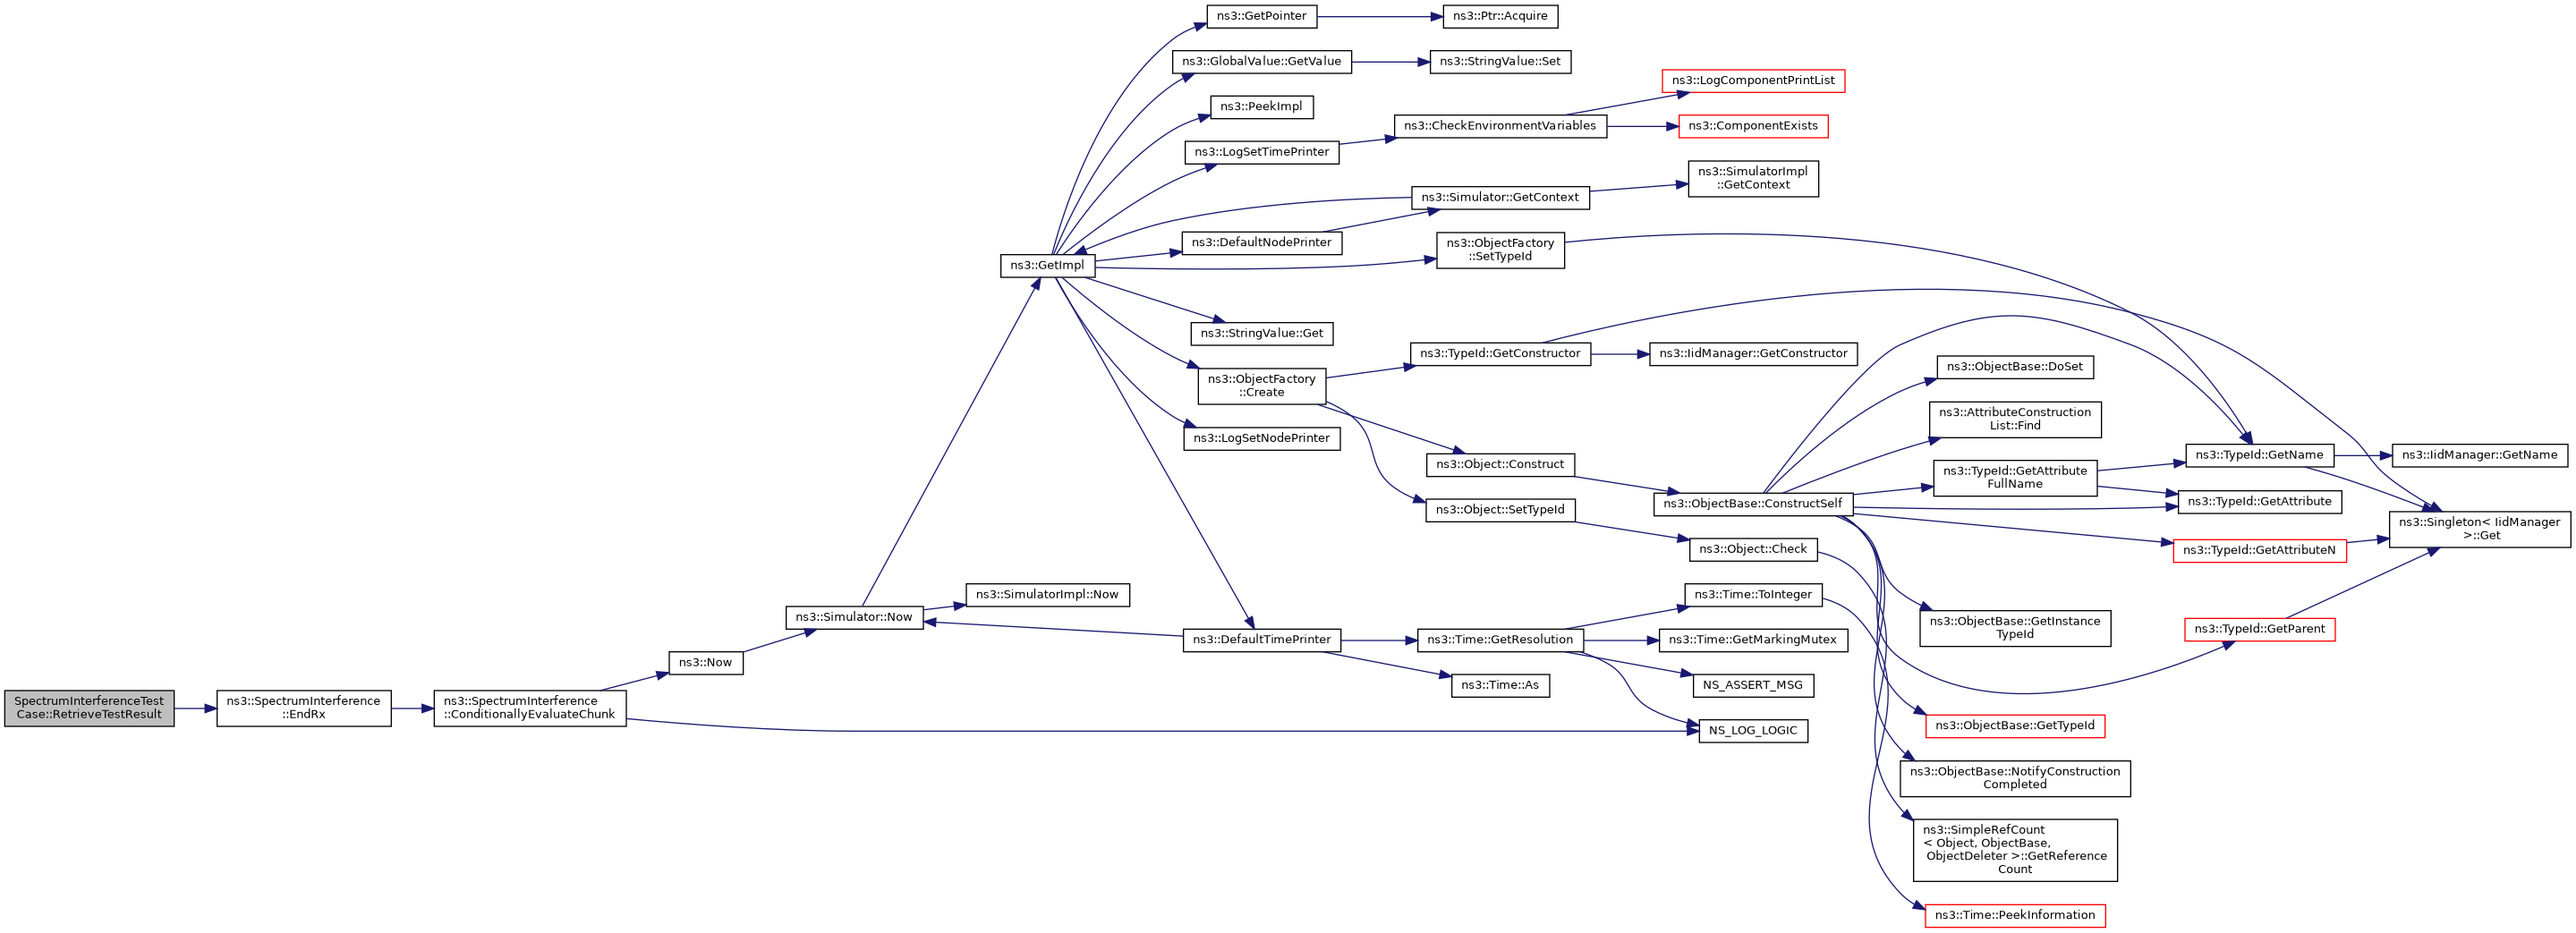 SpectrumInterferenceTest
Case::RetrieveTestResult
ns3::SpectrumInterference
::EndRx
ns3::SpectrumInterference
::ConditionallyEvaluateChunk
ns3::Now
ns3::Simulator::Now
ns3::SimulatorImpl::Now
ns3::GetImpl
ns3::GetPointer
ns3::Ptr::Acquire
ns3::GlobalValue::GetValue
ns3::StringValue::Set
ns3::PeekImpl
ns3::LogSetTimePrinter
ns3::CheckEnvironmentVariables
ns3::LogComponentPrintList
ns3::ComponentExists
ns3::DefaultNodePrinter
ns3::Simulator::GetContext
ns3::SimulatorImpl
::GetContext
ns3::ObjectFactory
::SetTypeId
ns3::StringValue::Get
ns3::ObjectFactory
::Create
ns3::LogSetNodePrinter
ns3::TypeId::GetConstructor
ns3::IidManager::GetConstructor
ns3::Object::Construct
ns3::Object::SetTypeId
ns3::ObjectBase::ConstructSelf
ns3::Object::Check
ns3::DefaultTimePrinter
ns3::Time::GetResolution
ns3::Time::As
ns3::Time::ToInteger
ns3::Time::GetMarkingMutex
NS_ASSERT_MSG
NS_LOG_LOGIC
ns3::ObjectBase::DoSet
ns3::AttributeConstruction
List::Find
ns3::TypeId::GetAttribute
FullName
ns3::TypeId::GetName
ns3::IidManager::GetName
ns3::TypeId::GetAttribute
ns3::TypeId::GetAttributeN
ns3::Singleton< IidManager
>::Get
ns3::ObjectBase::GetInstance
TypeId
ns3::TypeId::GetParent
ns3::ObjectBase::GetTypeId
ns3::ObjectBase::NotifyConstruction
Completed
ns3::SimpleRefCount
< Object, ObjectBase,
ObjectDeleter >::GetReference
Count
ns3::Time::PeekInformation